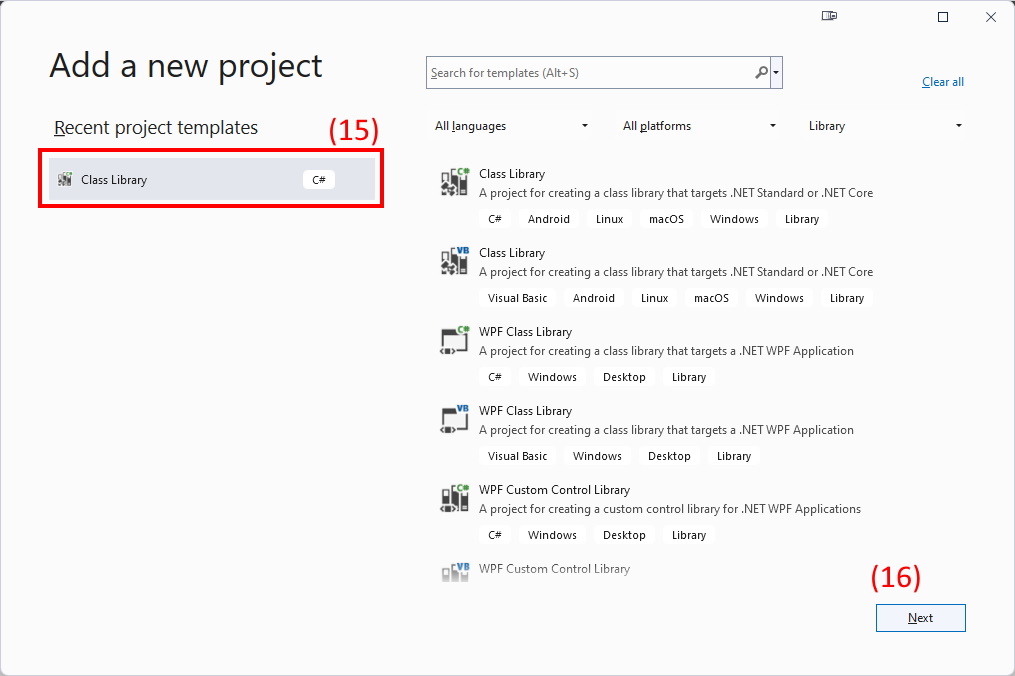 Add a new project
Search for templates (Alt+S)
Clear all
Recent project templates
(15)
Class Library C#
All languages All platforms Library
C#
Class Library
A project for creating a class library that targets .NET Standard or .NET Core
C# Android Linux macOS Windows Library
VB
Class Library
A project for creating a class library that targets .NET Standard or .NET Core
Visual Basic Android Linux macOS Windows Library
C#
WPF Class Library
A project for creating a class library that targets a .NET WPF Application
C# Windows Desktop Library
VB
WPF Class Library
A project for creating a class library that targets a .NET WPF Application
Visual Basic Windows Desktop Library
C#
WPF Custom Control Library
A project for creating a custom control library for .NET WPF Applications
C# Windows Desktop Library
VB
WPF Custom Control Library
(16)
Next